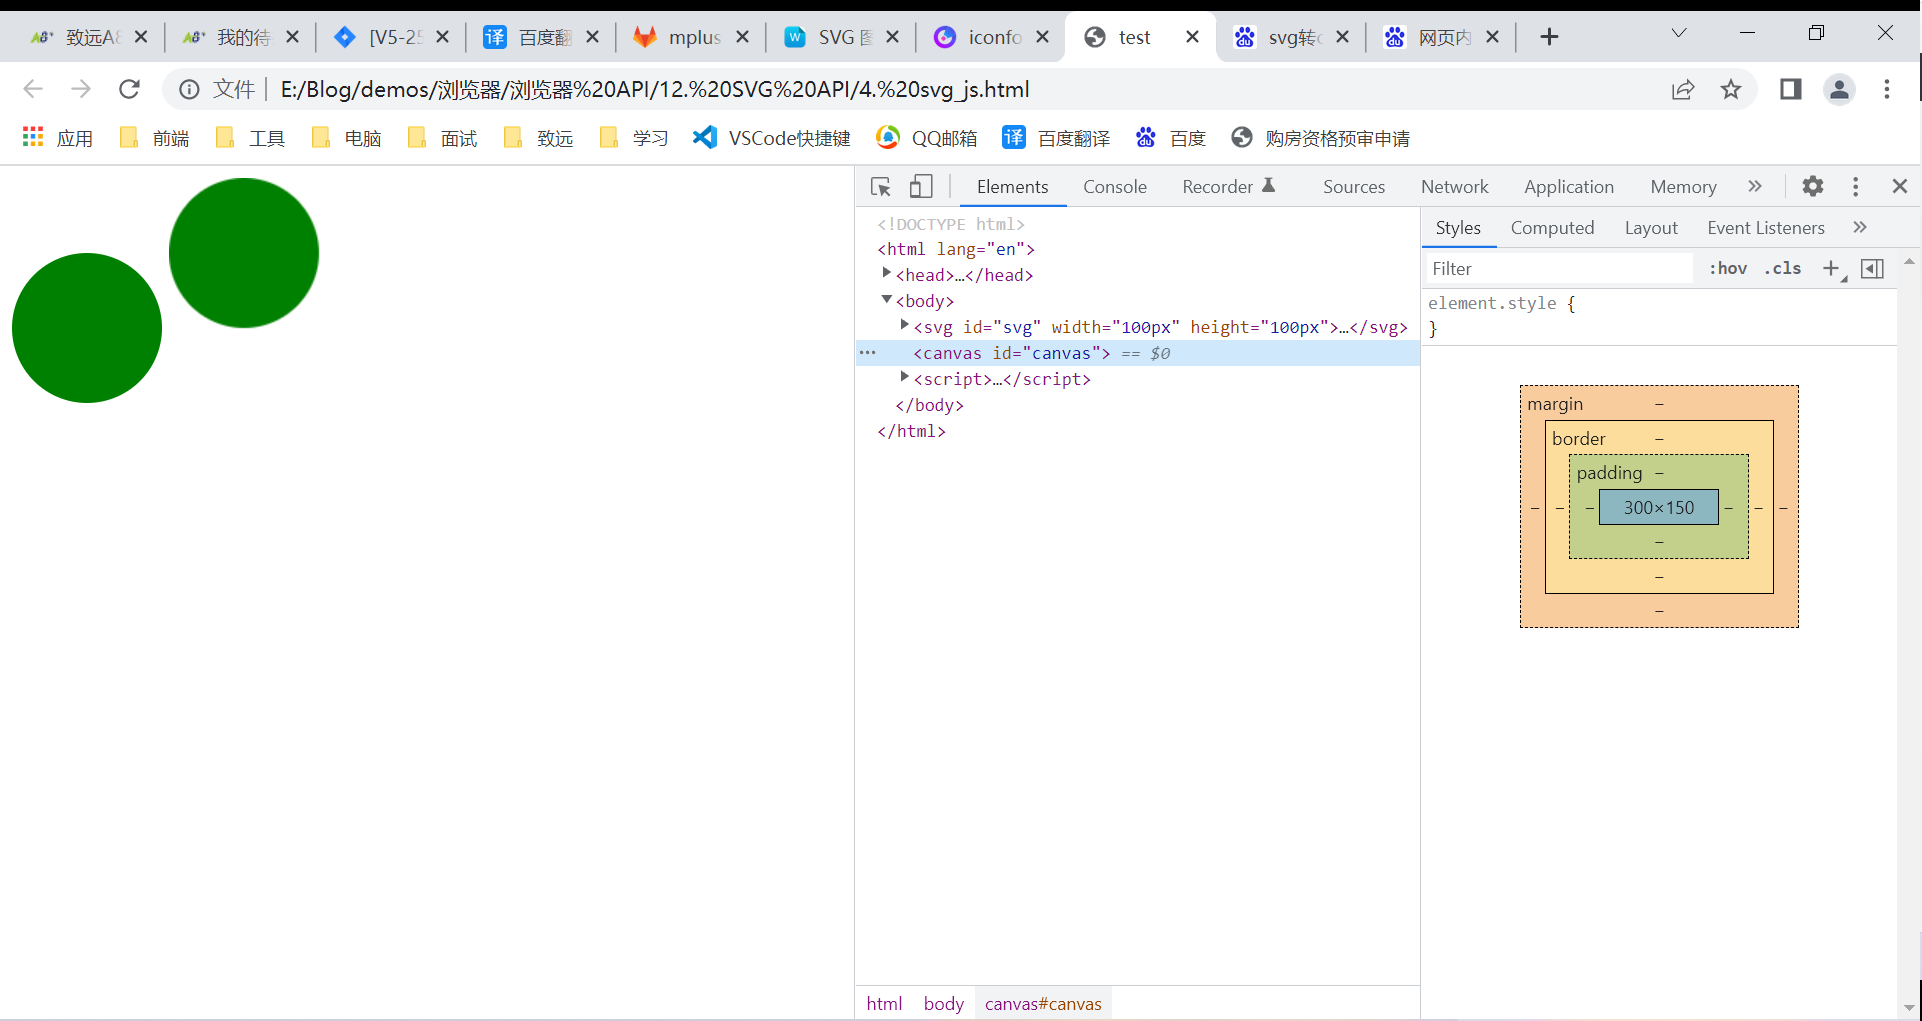 致远A8 我的待 [V5-25 译 百度翻 mplus W SVG 图 iconfo test svg转c 网页内
文件 E:/Blog/demos/浏览器/浏览器%20API/12.%20SVG%20API/4.%20svg_js.html
应用 前端 工具 电脑 面试 致远 学习 VSCode快捷键 QQ邮箱 译 百度翻译 百度 购房资格预审申请
Elements Console Recorder Sources Network Application Memory
<!DOCTYPE html>
<html lang="en">
<head>…</head>
<body>
<svg id="svg" width="100px" height="100px">…</svg>
<canvas id="canvas"> == $0
<script>…</script>
</body>
</html>
html body canvas#canvas
Styles Computed Layout Event Listeners
Filter :hov .cls
element.style {
}
margin –
border –
padding –
– – – 300×150 – – –
–
–
–